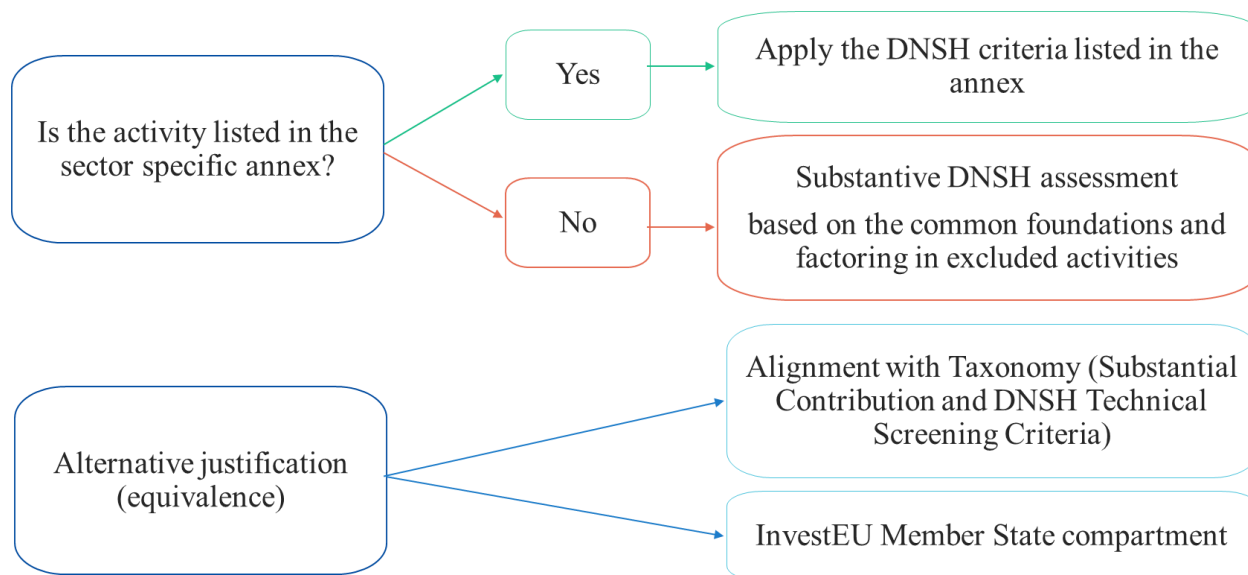 Is the activity listed in the
sector specific annex?
Yes
Apply the DNSH criteria listed in the
annex
No
Substantive DNSH assessment
based on the common foundations and
factoring in excluded activities
Alternative justification
(equivalence)
Alignment with Taxonomy (Substantial
Contribution and DNSH Technical
Screening Criteria)
InvestEU Member State compartment